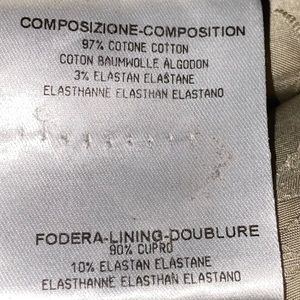 COMPOSIZIONE-COMPOSITION
97% COTONE COTTON
COTON BAUMWOLLE ALGODON
3% ELASTAN ELASTANE
ELASTHANNE ELASTHAN ELASTANO
FODERA-LINING-DOUBLURE
90% CUPRO
10% ELASTAN ELASTANE
ELASTHANNE ELASTHAN ELASTANO